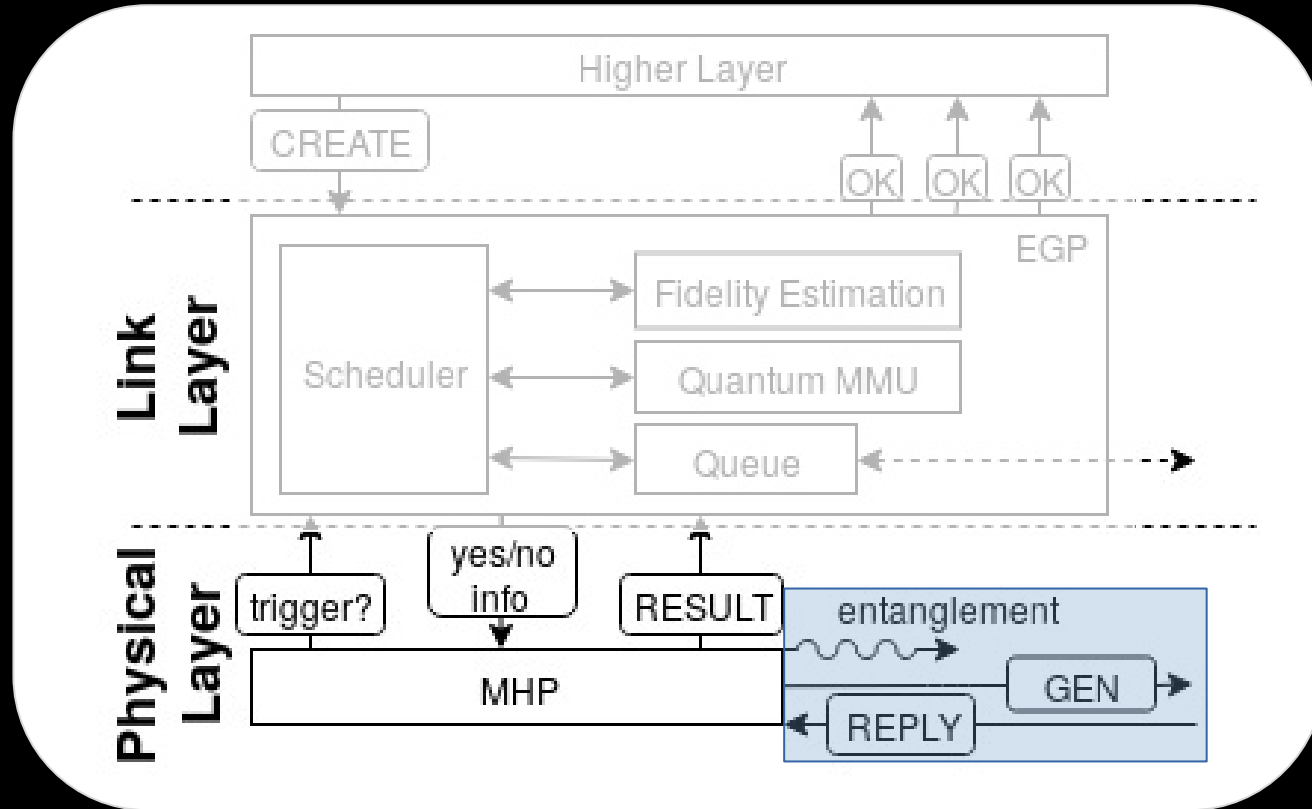 Higher Layer
CREATE
OK OK OK
EGP
Link
Layer
Fidelity Estimation
Scheduler
Quantum MMU
Queue
Physical
Layer
trigger?
yes/no
info
RESULT
entanglement
MHP
GEN
REPLY